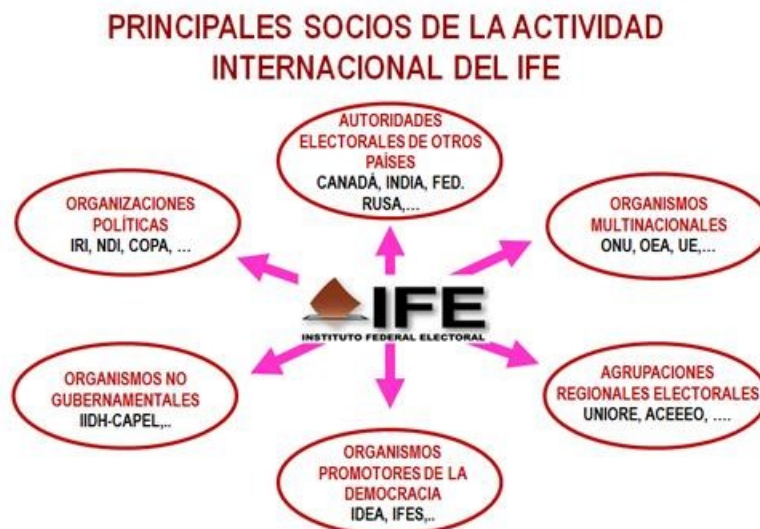 PRINCIPALES SOCIOS DE LA ACTIVIDAD
INTERNACIONAL DEL IFE
AUTORIDADES
ELECTORALES DE OTROS
PAÍSES
CANADÁ, INDIA, FED.
RUSA,...
ORGANIZACIONES
POLÍTICAS
IRI, NDI, COPA, ...
ORGANISMOS
MULTINACIONALES
ONU, OEA, UE,...
IFE
INSTITUTO FEDERAL ELECTORAL
ORGANISMOS NO
GUBERNAMENTALES
IIDH-CAPEL,..
AGRUPACIONES
REGIONALES ELECTORALES
UNIORE, ACEEEO, ....
ORGANISMOS
PROMOTORES DE LA
DEMOCRACIA
IDEA, IFES,..